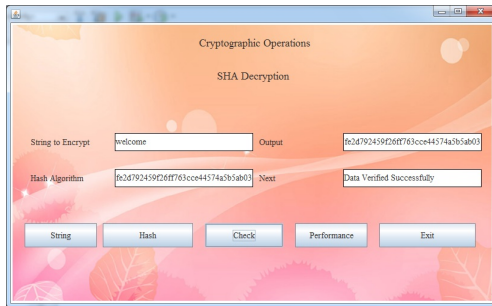 Cryptographic Operations
SHA Decryption
String to Encrypt welcome Output fe2d792459f26ff763cce44574a5b5ab03
Hash Algorithm fe2d792459f26ff763cce44574a5b5ab03 Next Data Verified Successfully
String Hash Check Performance Exit